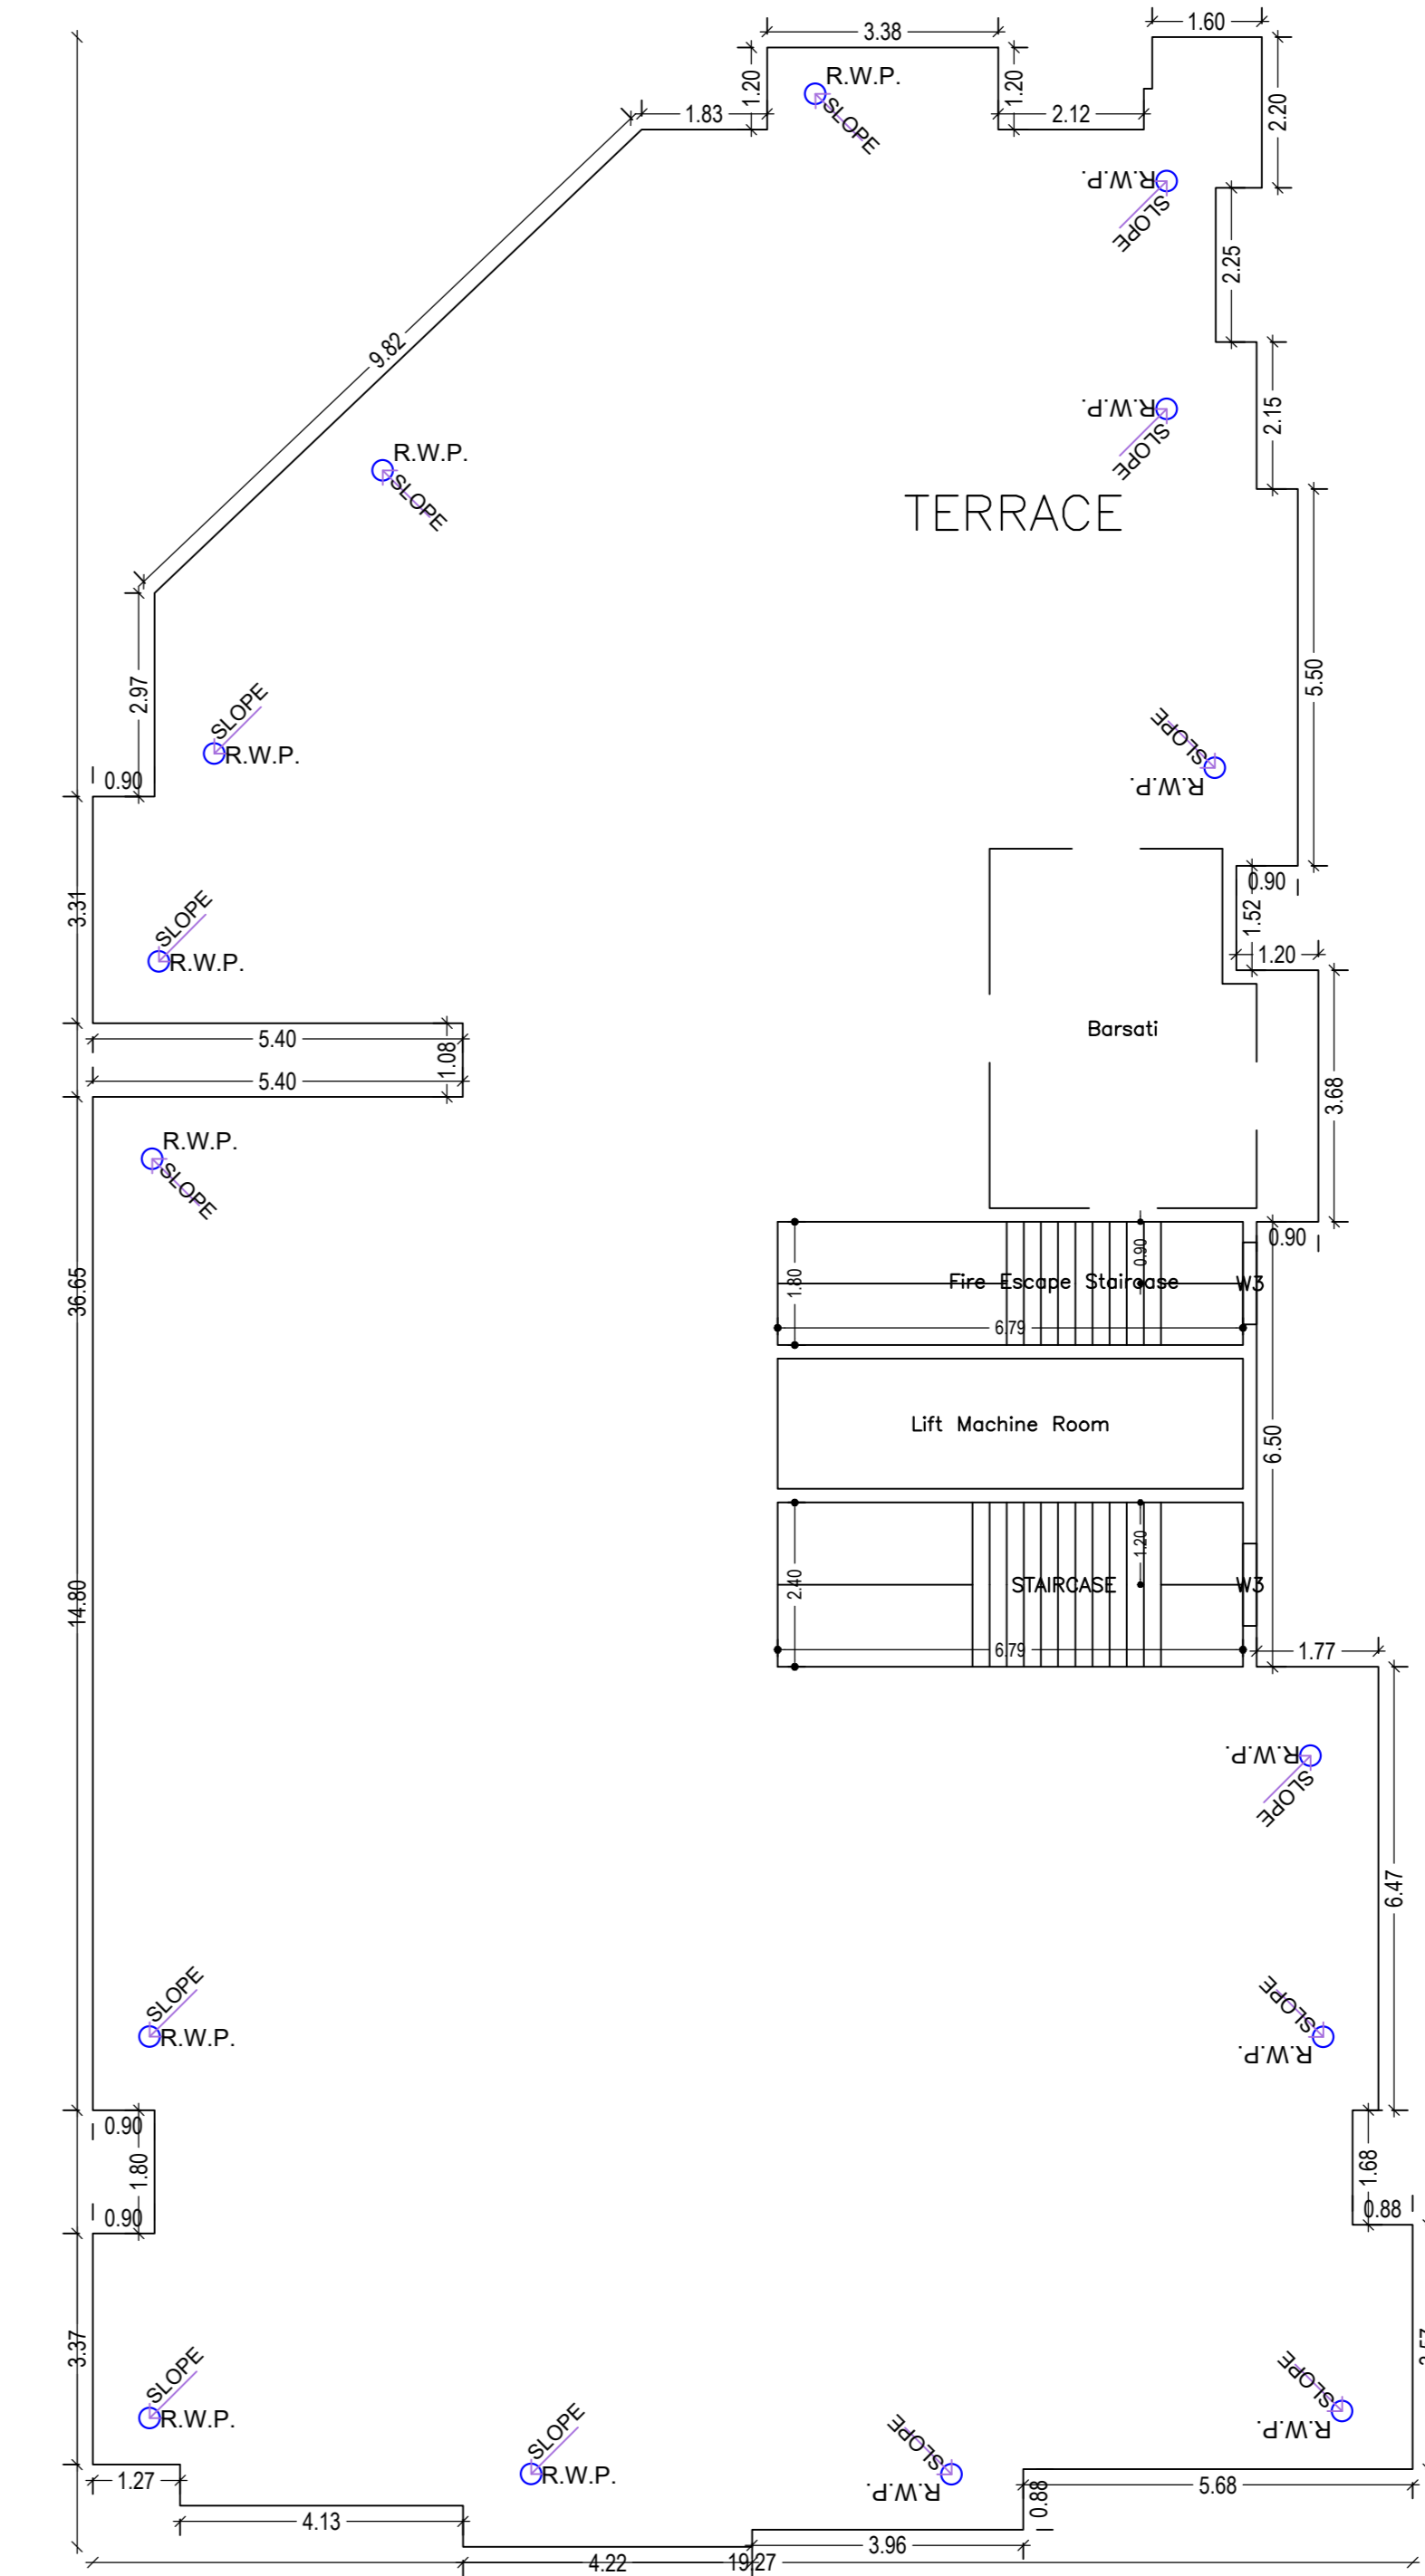 1.60
3.38
R.W.P.
SLOPE
1.20
1.20
1.83
2.12
2.20
R.W.P.
SLOPE
2.25
9.82
2.15
R.W.P.
SLOPE
R.W.P.
SLOPE
TERRACE
2.97
5.50
SLOPE
R.W.P.
SLOPE
R.W.P.
0.90
0.90
3.31
1.52
SLOPE
R.W.P.
1.20
5.40
1.08
Barsati
5.40
3.68
R.W.P.
SLOPE
0.90
0.90
36.65
1.80
Fire Escape Staircase
W3
6.79
Lift Machine Room
6.50
1.20
14.80
2.40
STAIRCASE
W3
6.79
1.77
R.W.P.
SLOPE
6.47
SLOPE
R.W.P.
SLOPE
R.W.P.
0.90
1.80
1.68
0.90
0.88
3.37
SLOPE
R.W.P.
SLOPE
R.W.P.
SLOPE
R.W.P.
SLOPE
R.W.P.
1.27
5.68
0.88
4.13
3.96
4.22
19.27